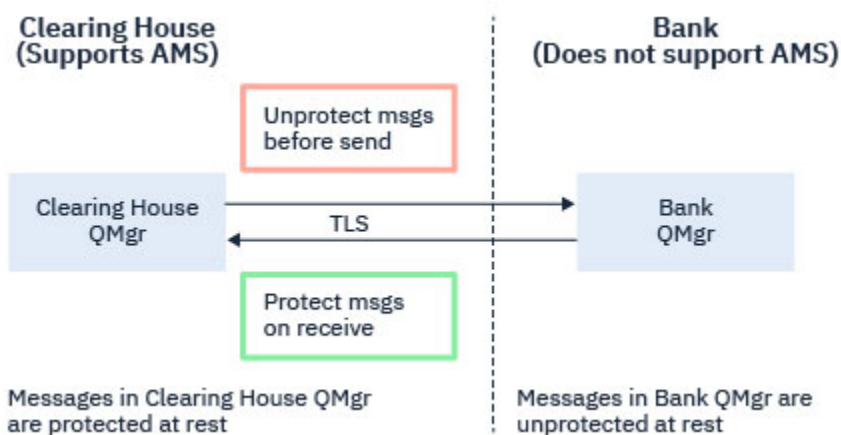 Clearing House
(Supports AMS)
Bank
(Does not support AMS)
Unprotect msgs
before send
Clearing House
QMgr
TLS
Bank
QMgr
Protect msgs
on receive
Messages in Clearing House QMgr
are protected at rest
Messages in Bank QMgr are
unprotected at rest